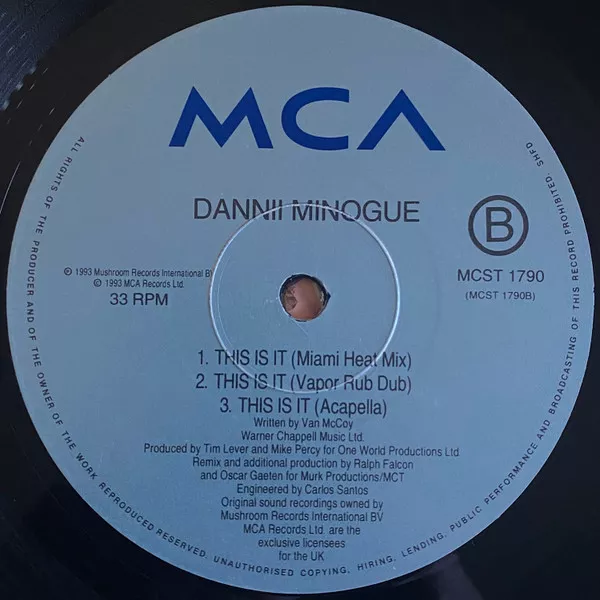 MCA
DANNII MINOGUE
B
℗ 1993 Mushroom Records International BV
© 1993 MCA Records Ltd.
33 RPM
MCST 1790
(MCST 1790B)
1. THIS IS IT (Miami Heat Mix)
2. THIS IS IT (Vapor Rub Dub)
3. THIS IS IT (Acapella)
Written by Van McCoy
Warner Chappell Music Ltd.
Produced by Tim Lever and Mike Percy for One World Productions Ltd
Remix and additional production by Ralph Falcon
and Oscar Gaeten for Murk Productions/MCT
Engineered by Carlos Santos
Original sound recordings owned by
Mushroom Records International BV
MCA Records Ltd. are the
exclusive licensees
for the UK
ALL RIGHTS OF THE PRODUCER AND OF THE OWNER OF THE WORK REPRODUCED RESERVED. UNAUTHORISED COPYING, HIRING, LENDING, PUBLIC PERFORMANCE AND BROADCASTING OF THIS RECORD PROHIBITED. SHFD